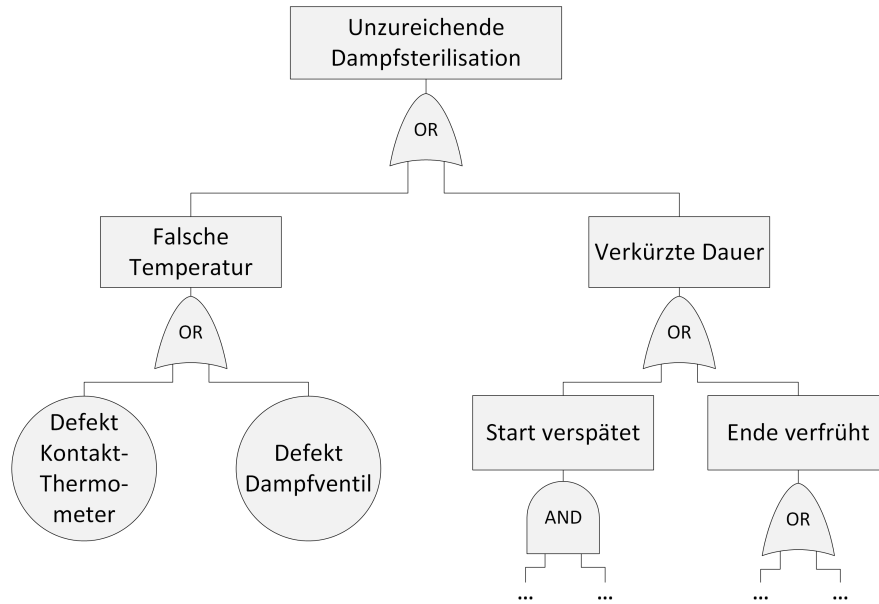 Unzureichende
Dampfsterilisation
OR
Falsche
Temperatur
Verkürzte Dauer
OR
OR
Defekt
Kontakt-
Thermo-
meter
Defekt
Dampfventil
Start verspätet
Ende verfrüht
AND
OR
...
...
...
...